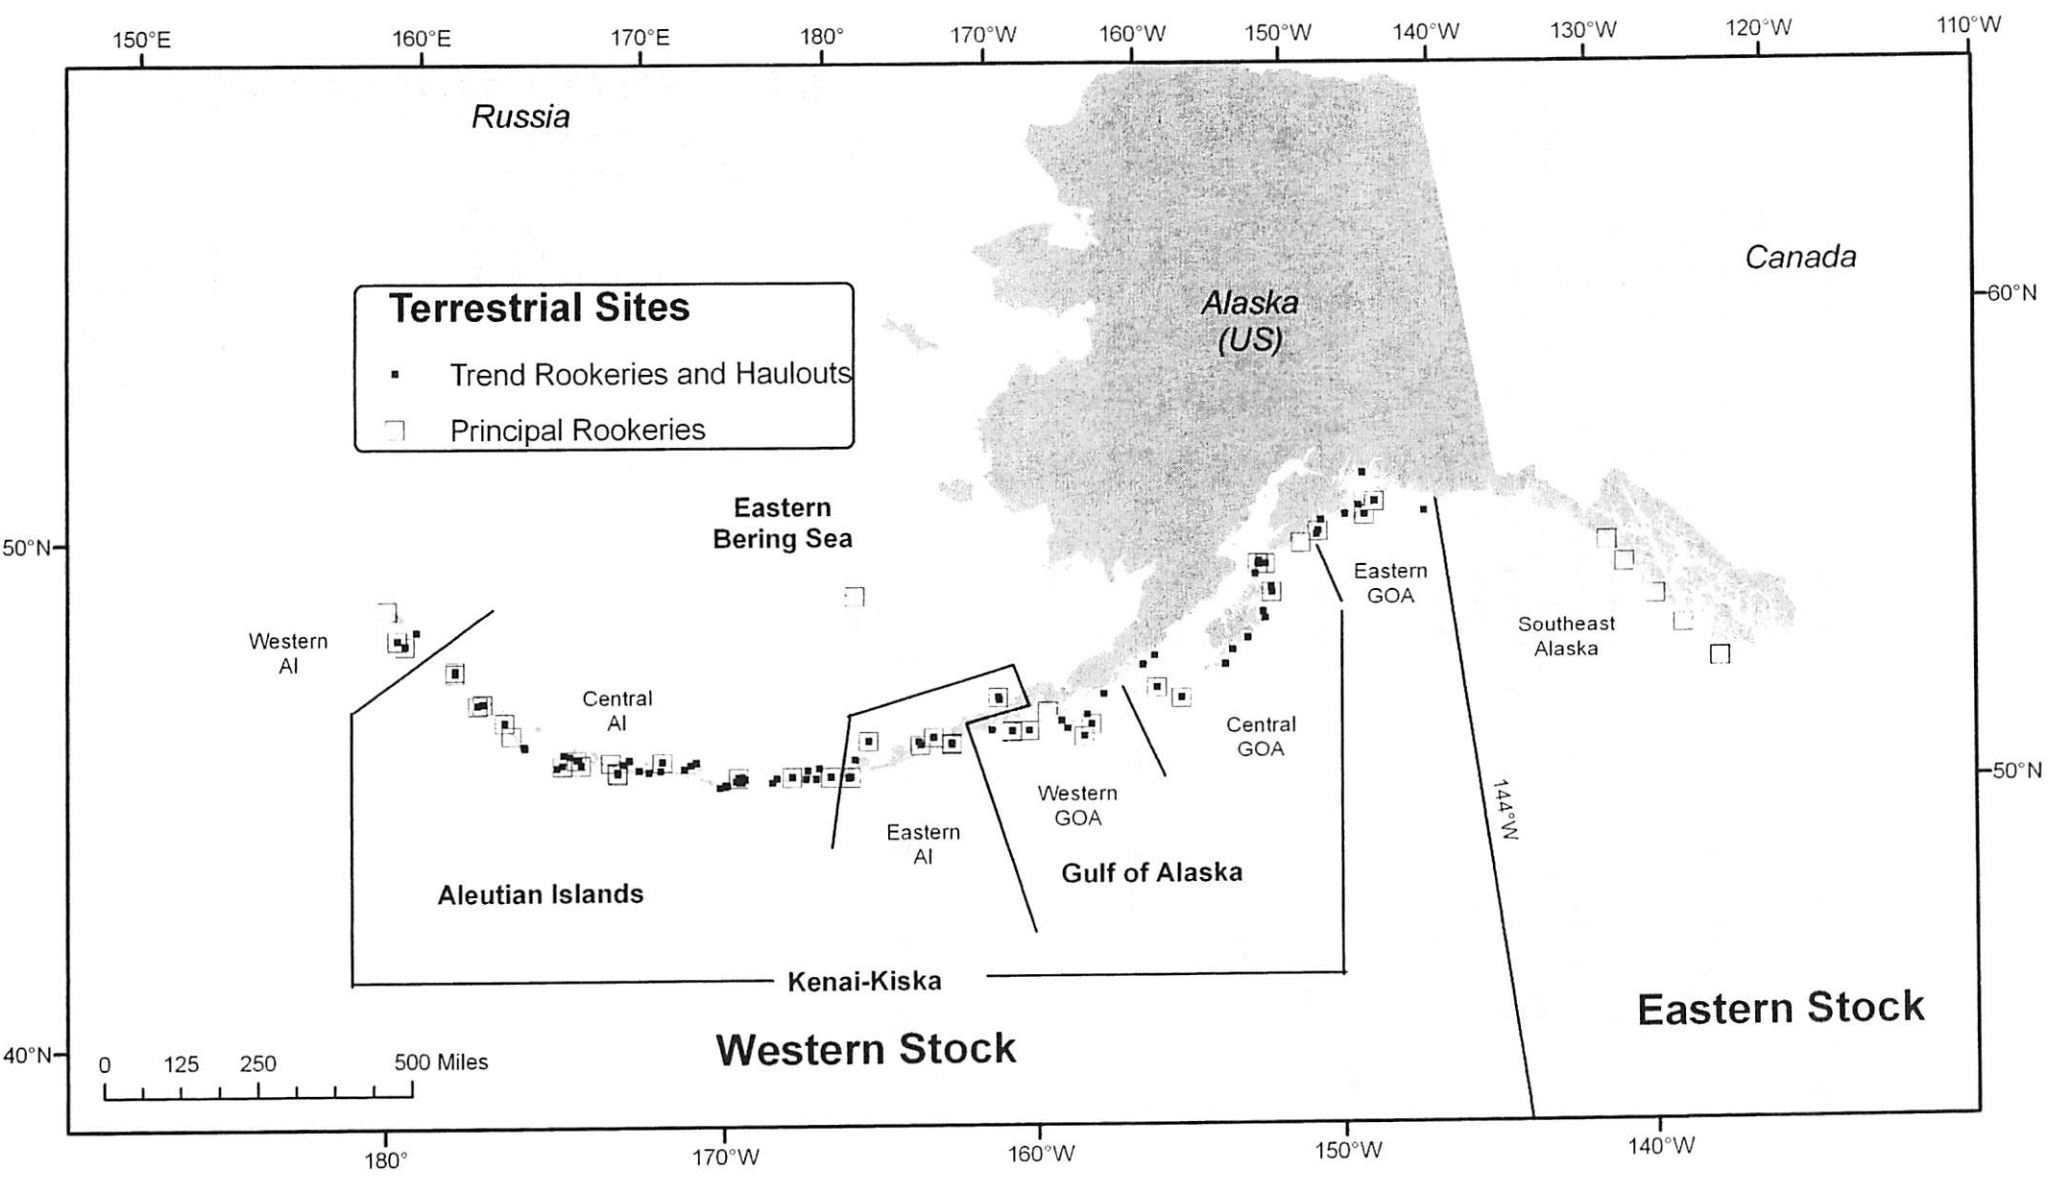 150°E 160°E 170°E 180° 170°W 160°W 150°W 140°W 130°W 120°W 110°W
Russia
Canada
60°N
Alaska
(US)
Terrestrial Sites
Trend Rookeries and Haulouts
Principal Rookeries
Eastern
Bering Sea
50°N
Eastern
GOA
Western
AI
Southeast
Alaska
Central
AI
Central
GOA
50°N
Western
GOA
144°W
Eastern
AI
Gulf of Alaska
Aleutian Islands
Kenai-Kiska
Eastern Stock
Western Stock
40°N
0 125 250 500 Miles
180° 170°W 160°W 150°W 140°W